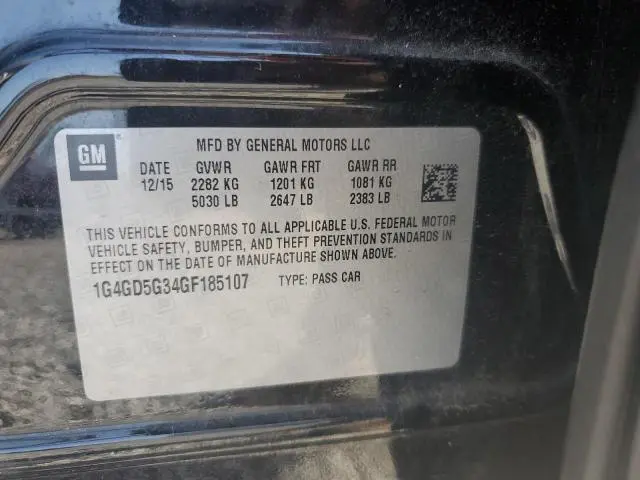 GM
MFD BY GENERAL MOTORS LLC
DATE GVWR GAWR FRT GAWR RR
12/15 2282 KG 1201 KG 1081 KG
5030 LB 2647 LB 2383 LB
THIS VEHICLE CONFORMS TO ALL APPLICABLE U.S. FEDERAL MOTOR
VEHICLE SAFETY, BUMPER, AND THEFT PREVENTION STANDARDS IN
EFFECT ON THE DATE OF MANUFACTURE SHOWN ABOVE.
1G4GD5G34GF185107 TYPE: PASS CAR